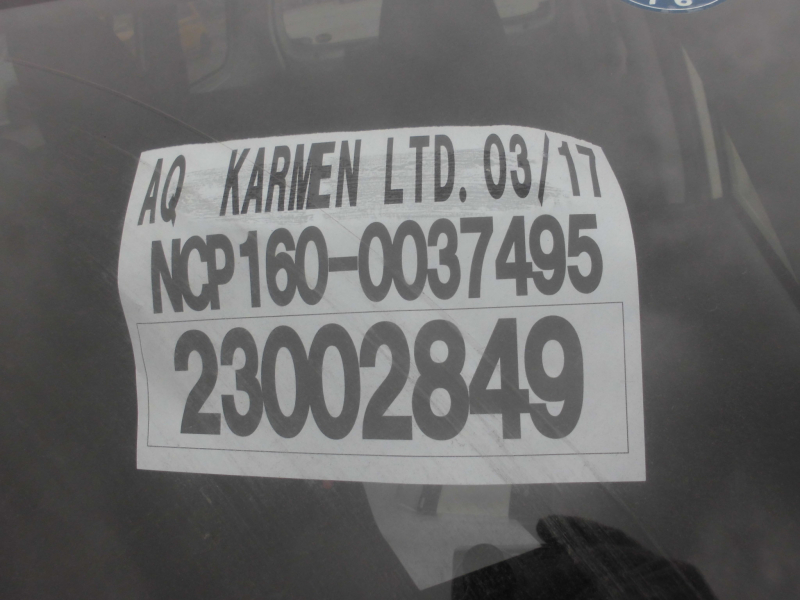 AQ KARMEN LTD. 03/17
NCP160-0037495
23002849